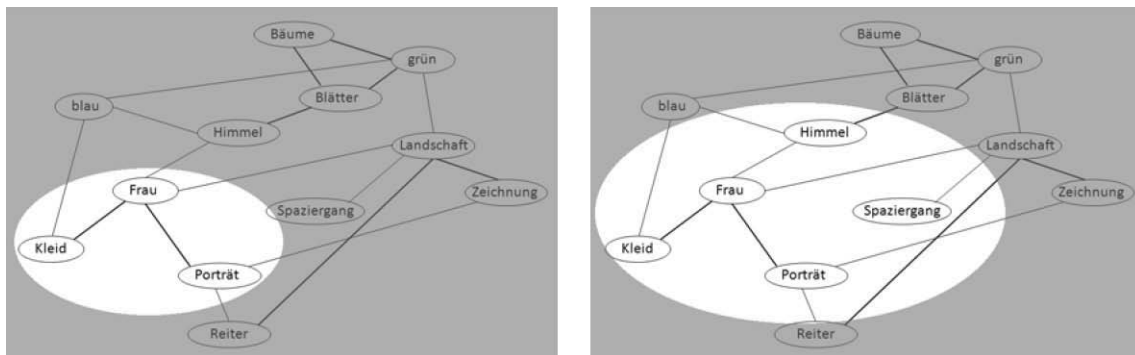 Bäume
grün
blau
Blätter
Himmel
Landschaft
Frau
Zeichnung
Spaziergang
Kleid
Porträt
Reiter
Bäume
grün
blau
Blätter
Himmel
Landschaft
Frau
Zeichnung
Spaziergang
Kleid
Porträt
Reiter